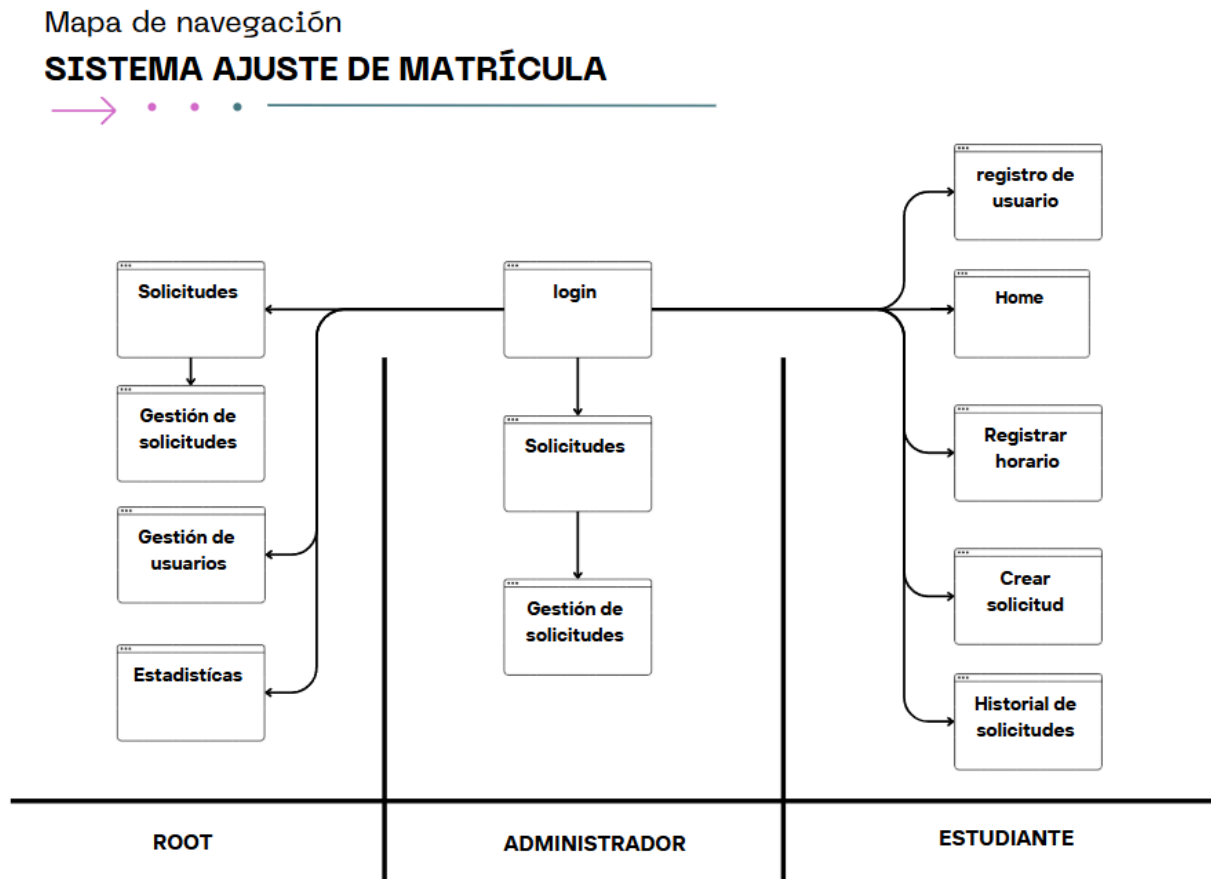 Mapa de navegación
SISTEMA AJUSTE DE MATRÍCULA
registro de
usuario
Solicitudes
login
Home
Gestión de
solicitudes
Solicitudes
Registrar
horario
Gestión de
usuarios
Gestión de
solicitudes
Crear
solicitud
Estadistícas
Historial de
solicitudes
ROOT
ADMINISTRADOR
ESTUDIANTE